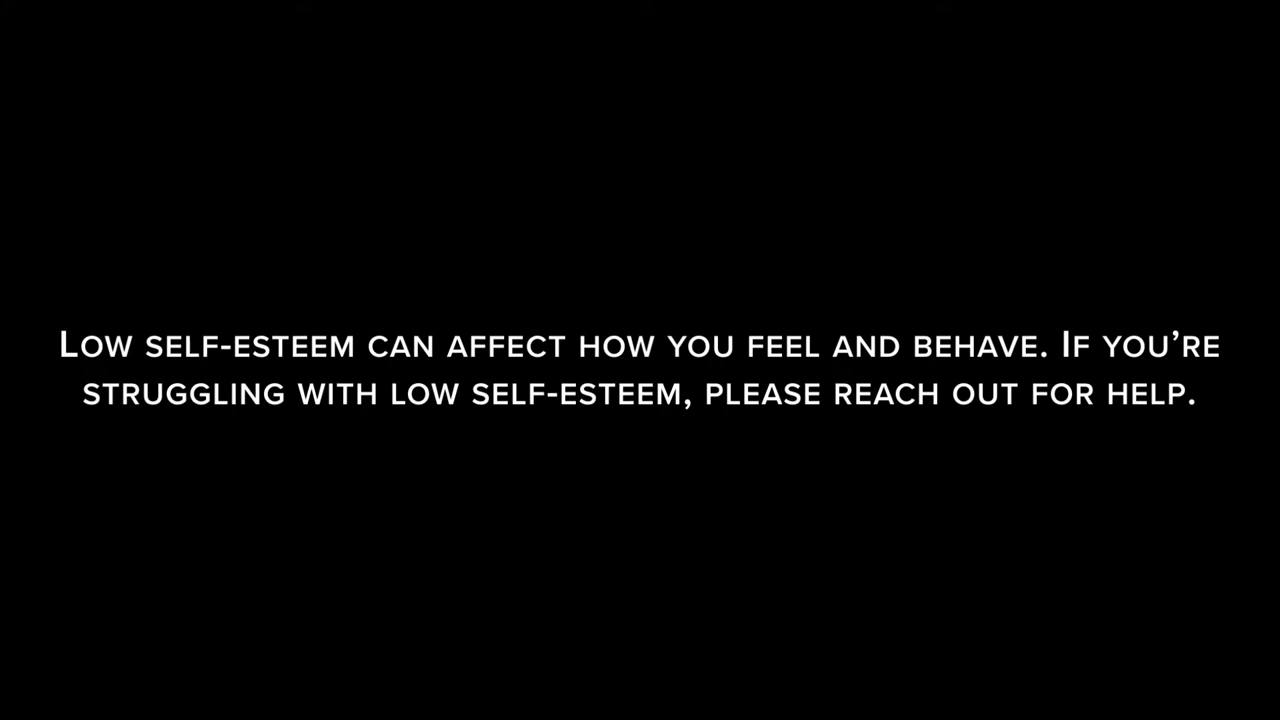 Low self-esteem can affect how you feel and behave. If you’re
struggling with low self-esteem, please reach out for help.